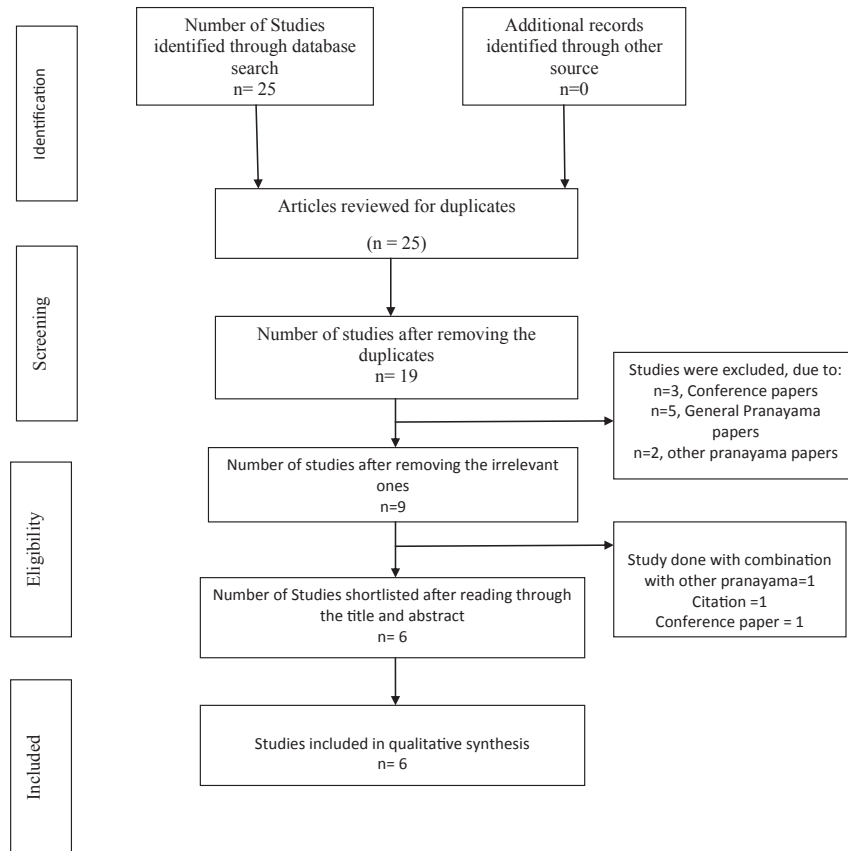 Number of Studies
identified through database
search
n= 25
Additional records
identified through other
source
n=0
Identification
Articles reviewed for duplicates
(n = 25)
Screening
Number of studies after removing the
duplicates
n= 19
Studies were excluded, due to:
n=3, Conference papers
n=5, General Pranayama
papers
n=2, other pranayama papers
Number of studies after removing the irrelevant
ones
n=9
Eligibility
Study done with combination
with other pranayama=1
Citation =1
Conference paper = 1
Number of Studies shortlisted after reading through
the title and abstract
n= 6
Included
Studies included in qualitative synthesis
n= 6